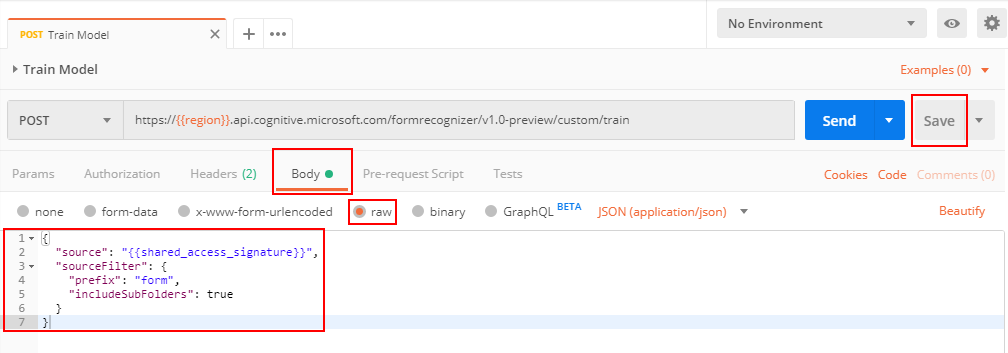 No Environment
POST Train Model
Train Model
Examples (0)
POST
https://{{region}}.api.cognitive.microsoft.com/formrecognizer/v1.0-preview/custom/train
Send
Save
Params Authorization Headers (2) Body Pre-request Script Tests Cookies Code Comments (0)
none form-data x-www-form-urlencoded raw binary GraphQL BETA JSON (application/json) Beautify
1 {
2 "source": "{{shared_access_signature}}",
3 "sourceFilter": {
4 "prefix": "form",
5 "includeSubFolders": true
6 }
7 }